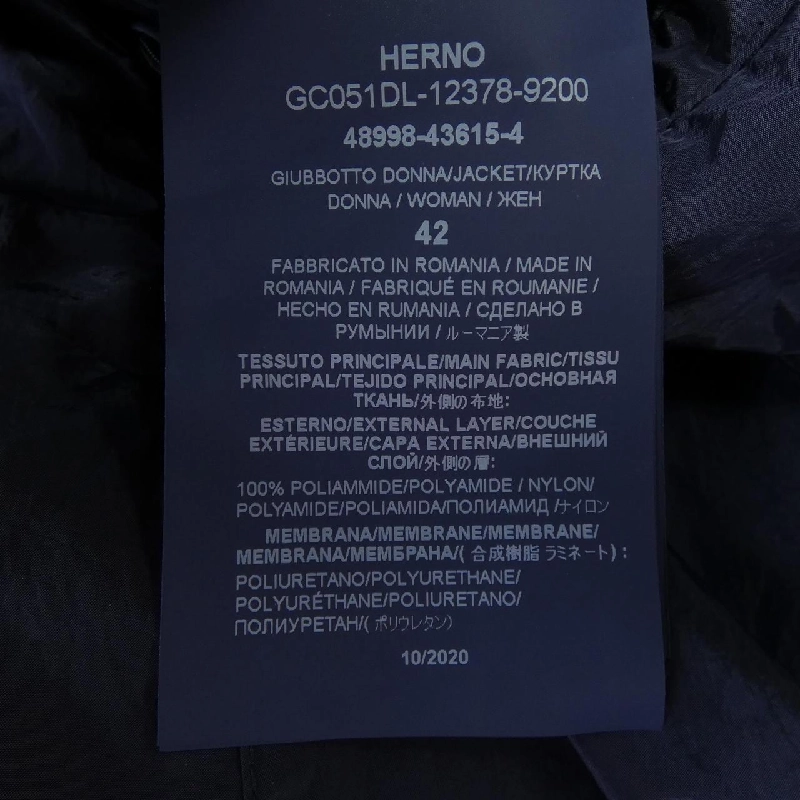 HERNO
GC051DL-12378-9200
48998-43615-4
GIUBBOTTO DONNA/JACKET/КУРТКА
DONNA / WOMAN / ЖЕН
42
FABBRICATO IN ROMANIA / MADE IN
ROMANIA / FABRIQUÉ EN ROUMANIE /
HECHO EN RUMANIA / СДЕЛАНО В
РУМЫНИИ / ルーマニア製
TESSUTO PRINCIPALE/MAIN FABRIC/TISSU
PRINCIPAL/TEJIDO PRINCIPAL/ОСНОВНАЯ
ТКАНЬ/外側の布地:
ESTERNO/EXTERNAL LAYER/COUCHE
EXTÉRIEURE/CAPA EXTERNA/ВНЕШНИЙ
СЛОЙ/外側の層:
100% POLIAMMIDE/POLYAMIDE / NYLON/
POLYAMIDE/POLIAMIDA/ПОЛИАМИД /ナイロン
MEMBRANA/MEMBRANE/MEMBRANE/
MEMBRANA/МЕМБРАНА/( 合成樹脂 ラミネート) :
POLIURETANO/POLYURETHANE/
POLYURÉTHANE/POLIURETANO/
ПОЛИУРЕТАН/( ポリウレタン)
10/2020